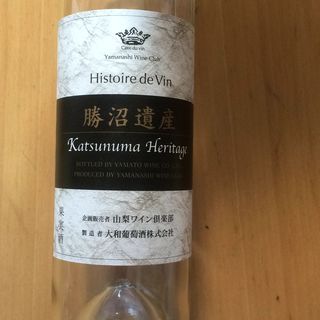 Cave du Vin
Yamanashi Wine Club
Histoire de Vin
勝沼遺産
Katsunuma Heritage
BOTTLED BY YAMATO WINE CO.
PRODUCED BY YAMANASHI WINE CLUB
果実酒
企画販売者 山梨ワイン倶楽部
製造者 大和葡萄酒株式会社